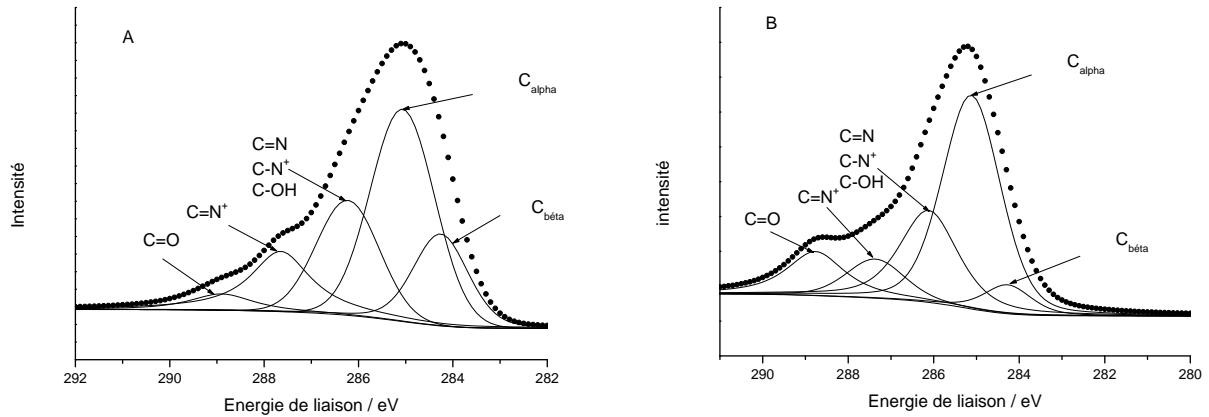 A
C_alpha
C=N
C-N⁺
C-OH
C=N⁺
C_béta
C=O
Intensité
292 290 288 286 284 282
Energie de liaison / eV
B
C_alpha
C=N
C-N⁺
C-OH
C=N⁺
C=O
C_béta
intensité
290 288 286 284 282 280
Energie de liaison / eV